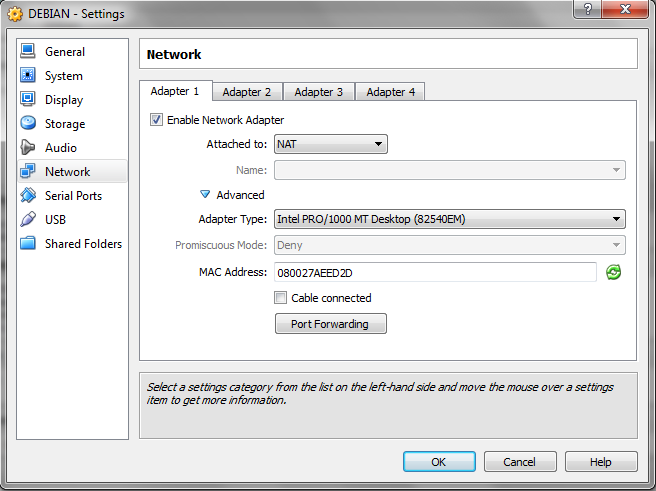 DEBIAN - Settings
General
System
Display
Storage
Audio
Network
Serial Ports
USB
Shared Folders
Network
Adapter 1 Adapter 2 Adapter 3 Adapter 4
Enable Network Adapter
Attached to: NAT
Name:
Advanced
Adapter Type: Intel PRO/1000 MT Desktop (82540EM)
Promiscuous Mode: Deny
MAC Address: 080027AEED2D
Cable connected
Port Forwarding
Select a settings category from the list on the left-hand side and move the mouse over a settings
item to get more information.
OK Cancel Help